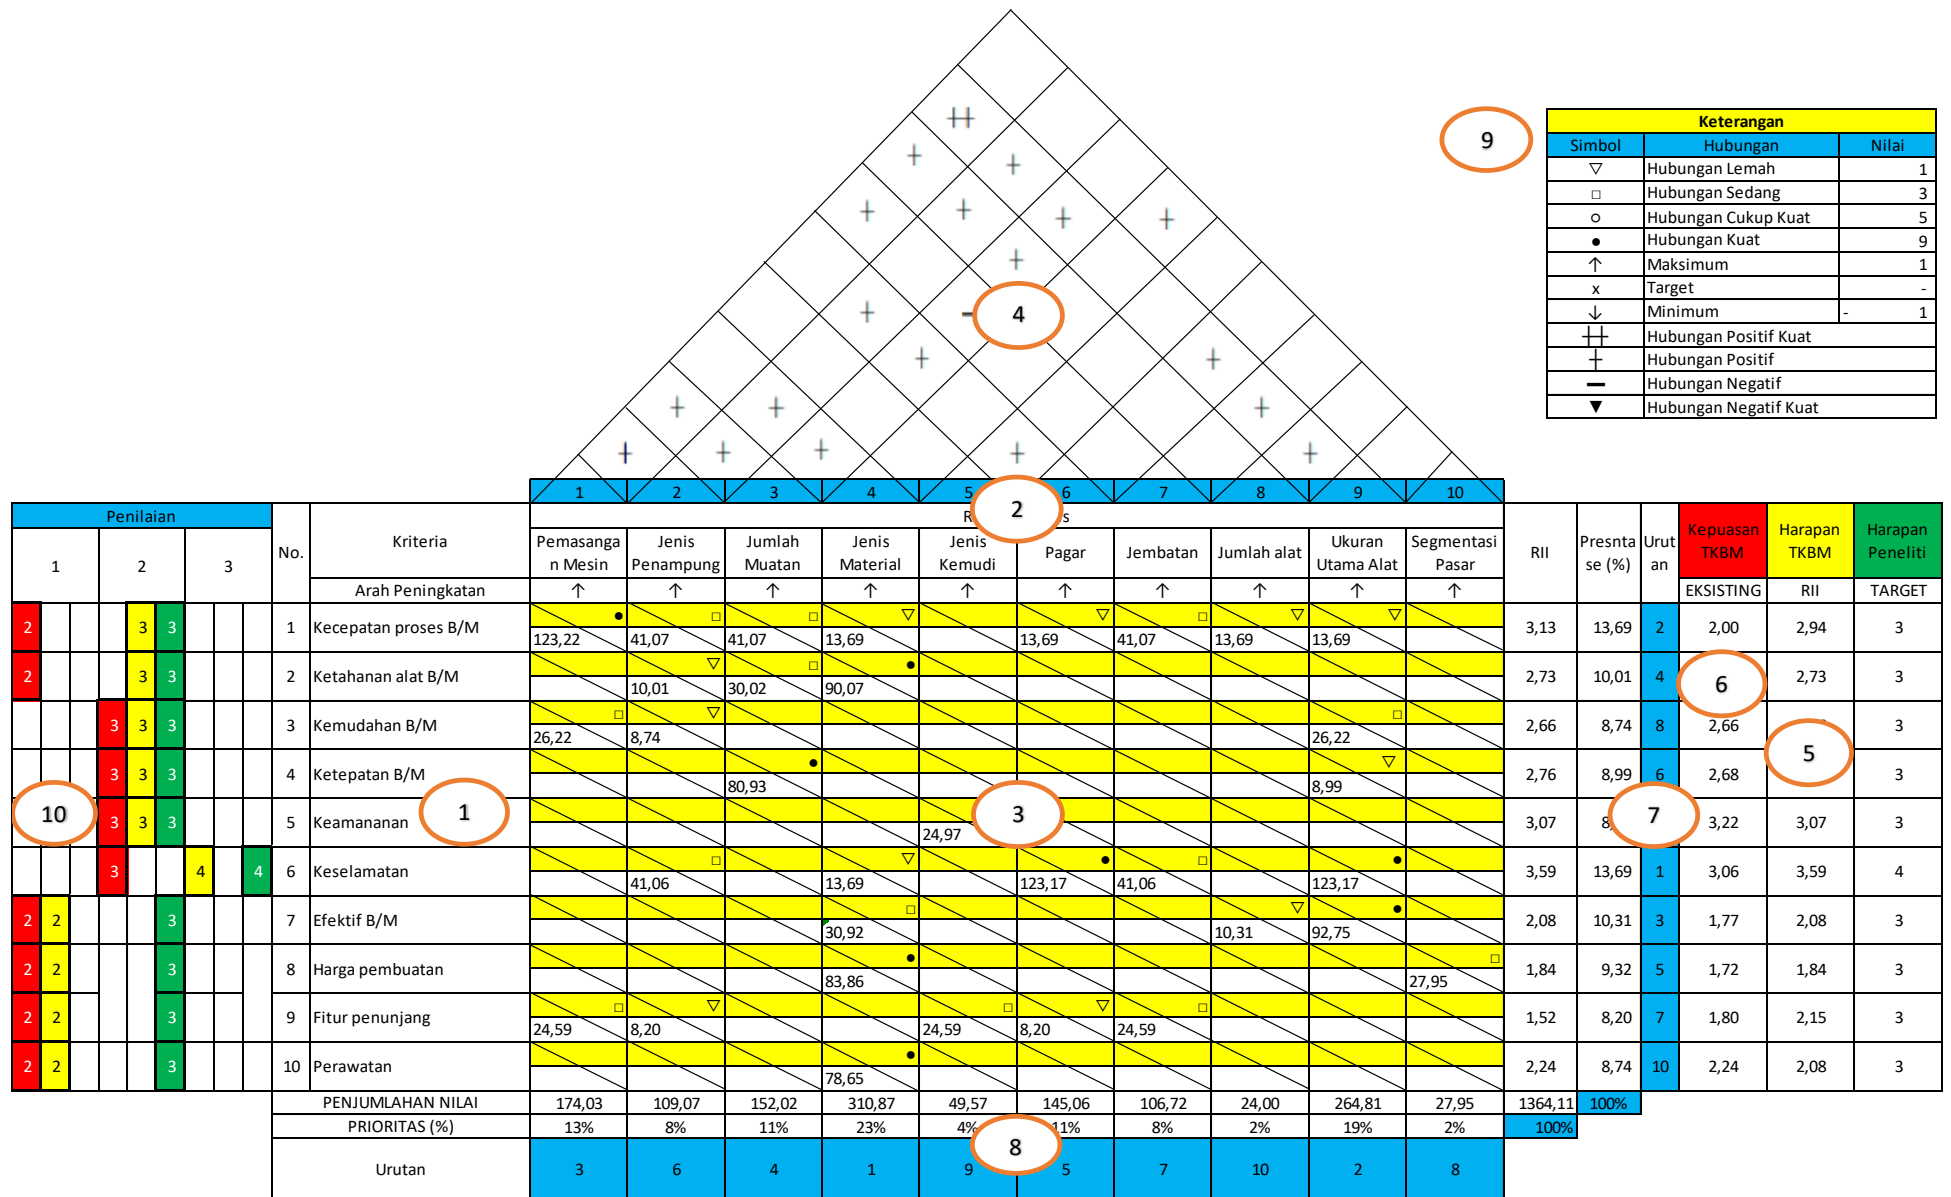 9
Keterangan
Simbol Hubungan Nilai
▽ Hubungan Lemah 1
□ Hubungan Sedang 3
○ Hubungan Cukup Kuat 5
● Hubungan Kuat 9
↑ Maksimum 1
x Target -
↓ Minimum - 1
╫ Hubungan Positif Kuat
┼ Hubungan Positif
— Hubungan Negatif
▼ Hubungan Negatif Kuat
4
1 2 3 4 5 6 7 8 9 10
2
Penilaian
1 2 3
No. Kriteria
Pemasanga
n Mesin
Jenis
Penampung
Jumlah
Muatan
Jenis
Material
Jenis
Kemudi
Pagar
Jembatan
Jumlah alat
Ukuran
Utama Alat
Segmentasi
Pasar
RII
Presnta
se (%)
Urut
an
Kepuasan
TKBM
Harapan
TKBM
Harapan
Peneliti
Arah Peningkatan ↑ ↑ ↑ ↑ ↑ ↑ ↑ ↑ ↑ ↑ EKSISTING RII TARGET
● □ □ ▽ ▽ □ ▽ ▽
2 3 3 1 Kecepatan proses B/M 123,22 41,07 41,07 13,69 13,69 41,07 13,69 13,69 3,13 13,69 2 2,00 2,94 3
▽ □ ●
2 3 3 2 Ketahanan alat B/M 10,01 30,02 90,07 2,73 10,01 4 2,73 3
6
□ ▽ □
3 3 3 3 Kemudahan B/M 26,22 8,74 26,22 2,66 8,74 8 2,66 3
5
● ▽
3 3 3 4 Ketepatan B/M 80,93 8,99 2,76 8,99 6 2,68 3
10 1 3 7
3 3 3 5 Keamananan 24,97 3,07 3,22 3,07 3
□ ▽ ● □ ●
3 4 4 6 Keselamatan 41,06 13,69 123,17 41,06 123,17 3,59 13,69 1 3,06 3,59 4
□ ▽ ●
2 2 3 7 Efektif B/M 30,92 10,31 92,75 2,08 10,31 3 1,77 2,08 3
● □
2 2 3 8 Harga pembuatan 83,86 27,95 1,84 9,32 5 1,72 1,84 3
□ ▽ □ ▽ □
2 2 3 9 Fitur penunjang 24,59 8,20 24,59 8,20 24,59 1,52 8,20 7 1,80 2,15 3
●
2 2 3 10 Perawatan 78,65 2,24 8,74 10 2,24 2,08 3
PENJUMLAHAN NILAI 174,03 109,07 152,02 310,87 49,57 145,06 106,72 24,00 264,81 27,95 1364,11 100%
PRIORITAS (%) 13% 8% 11% 23% 4% 11% 8% 2% 19% 2% 100%
8
Urutan 3 6 4 1 9 5 7 10 2 8